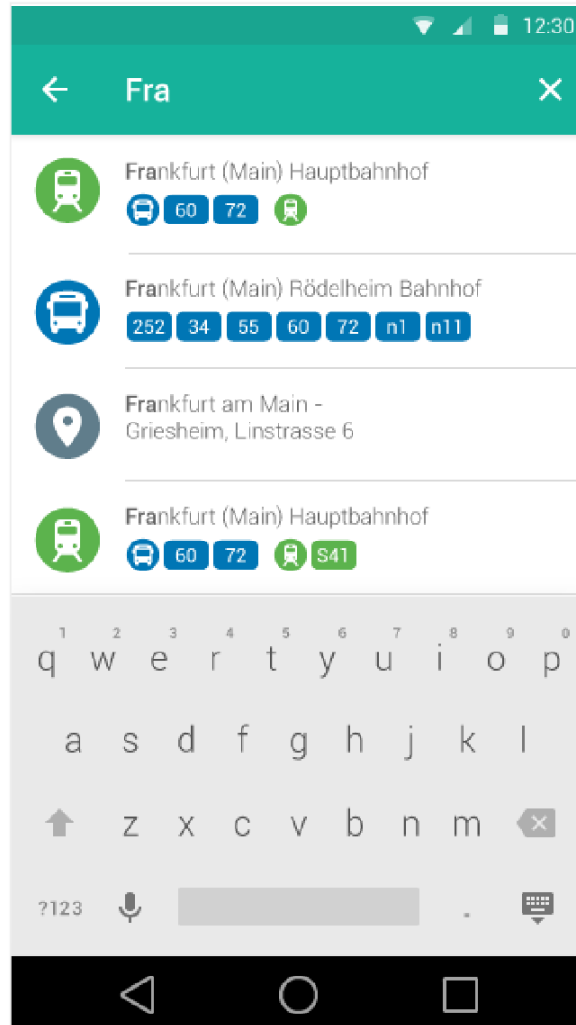 12:30
Fra
Frankfurt (Main) Hauptbahnhof
60 72
Frankfurt (Main) Rödelheim Bahnhof
252 34 55 60 72 n1 n11
Frankfurt am Main -
Griesheim, Linstrasse 6
Frankfurt (Main) Hauptbahnhof
60 72 S41
1 2 3 4 5 6 7 8 9 0
q w e r t y u i o p
a s d f g h j k l
z x c v b n m
?123 .